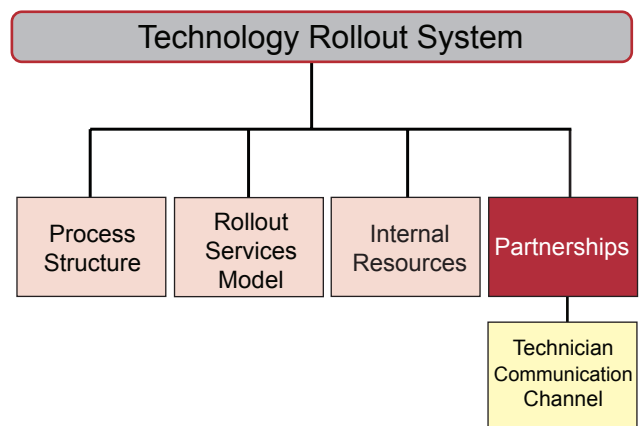 Technology Rollout System
Process
Structure
Rollout
Services
Model
Internal
Resources
Partnerships
Technician
Communication
Channel